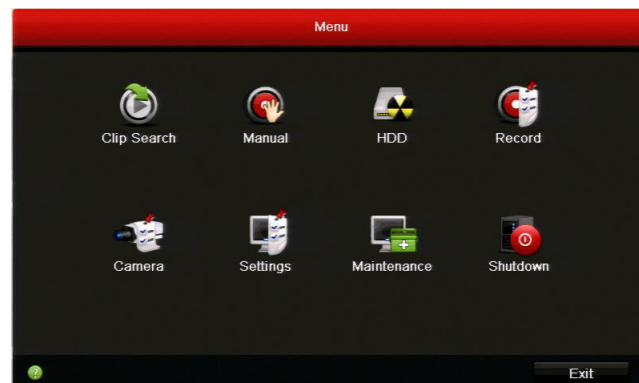 Menu
Clip Search
Manual
HDD
Record
Camera
Settings
Maintenance
Shutdown
?
Exit